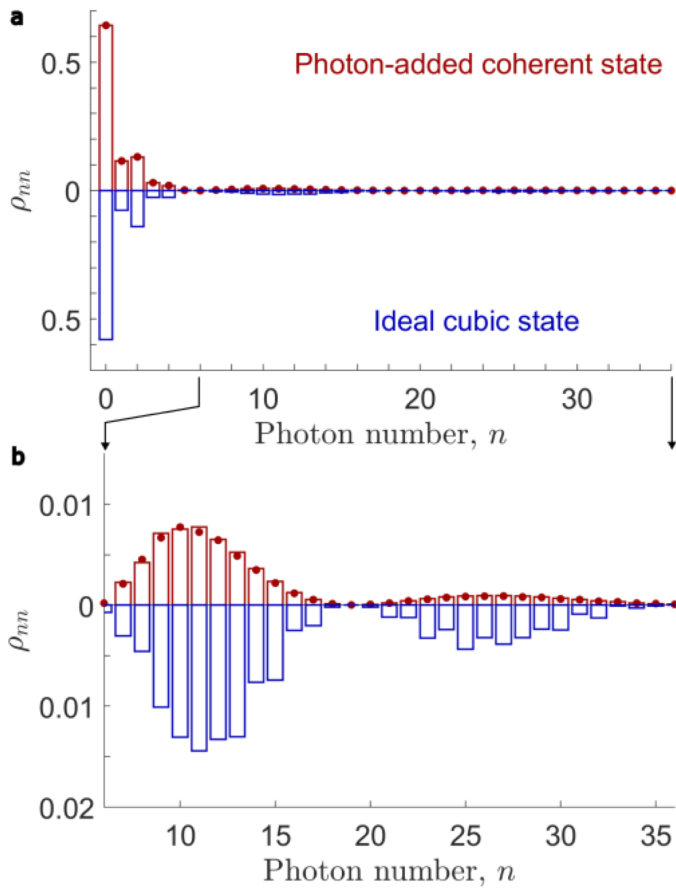 a
0.5
Photon-added coherent state
0
ρnn
Ideal cubic state
0.5
0 10 20 30
Photon number, n
b
0.01
0
ρnn
0.01
0.02
10 15 20 25 30 35
Photon number, n